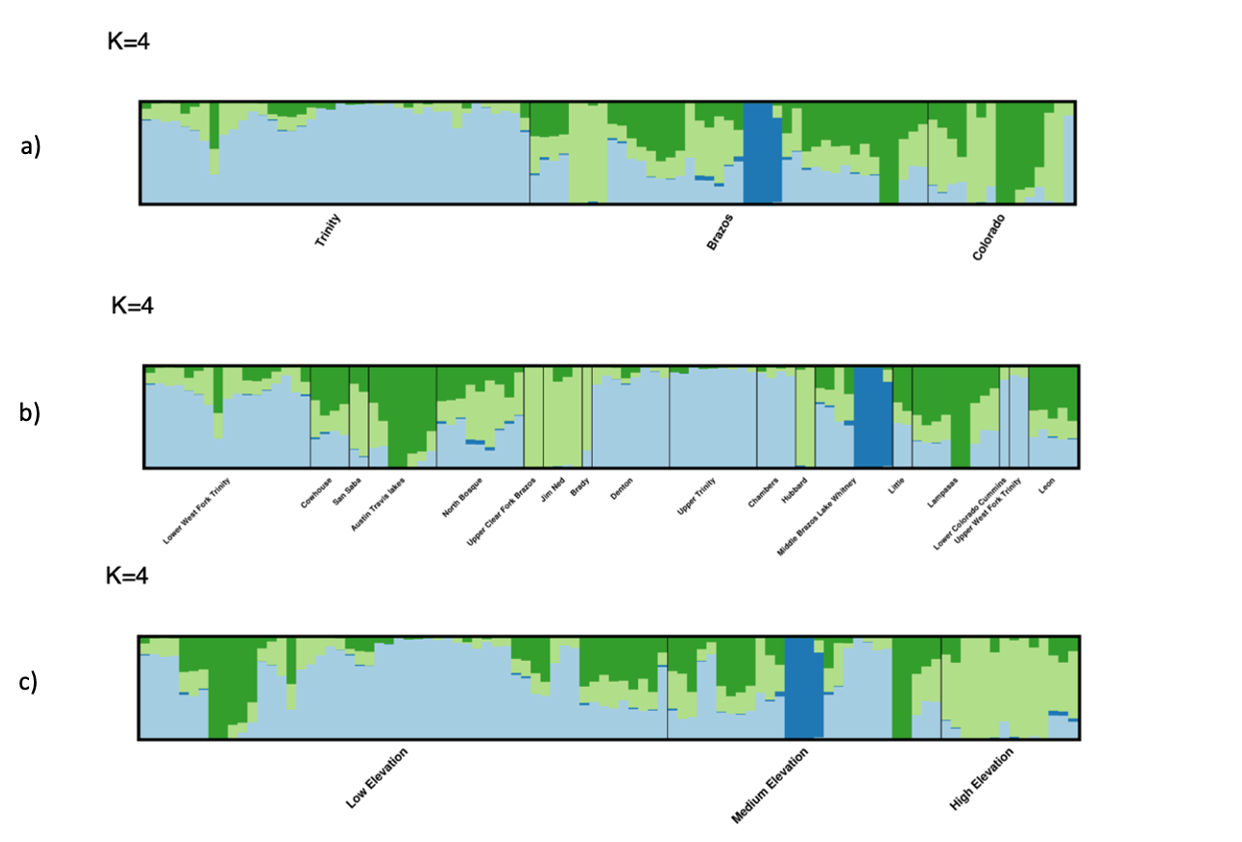 K=4
a)
Trinity
Brazos
Colorado
K=4
b)
Lower West Fork Trinity
Cowhouse
San Saba
Austin Travis lakes
North Bosque
Upper Clear Fork Brazos
Jim Ned
Brady
Denton
Upper Trinity
Chambers
Hubbard
Middle Brazos Lake Whitney
Little
Lampasas
Lower Colorado Cummins
Upper West Fork Trinity
Leon
K=4
c)
Low Elevation
Medium Elevation
High Elevation